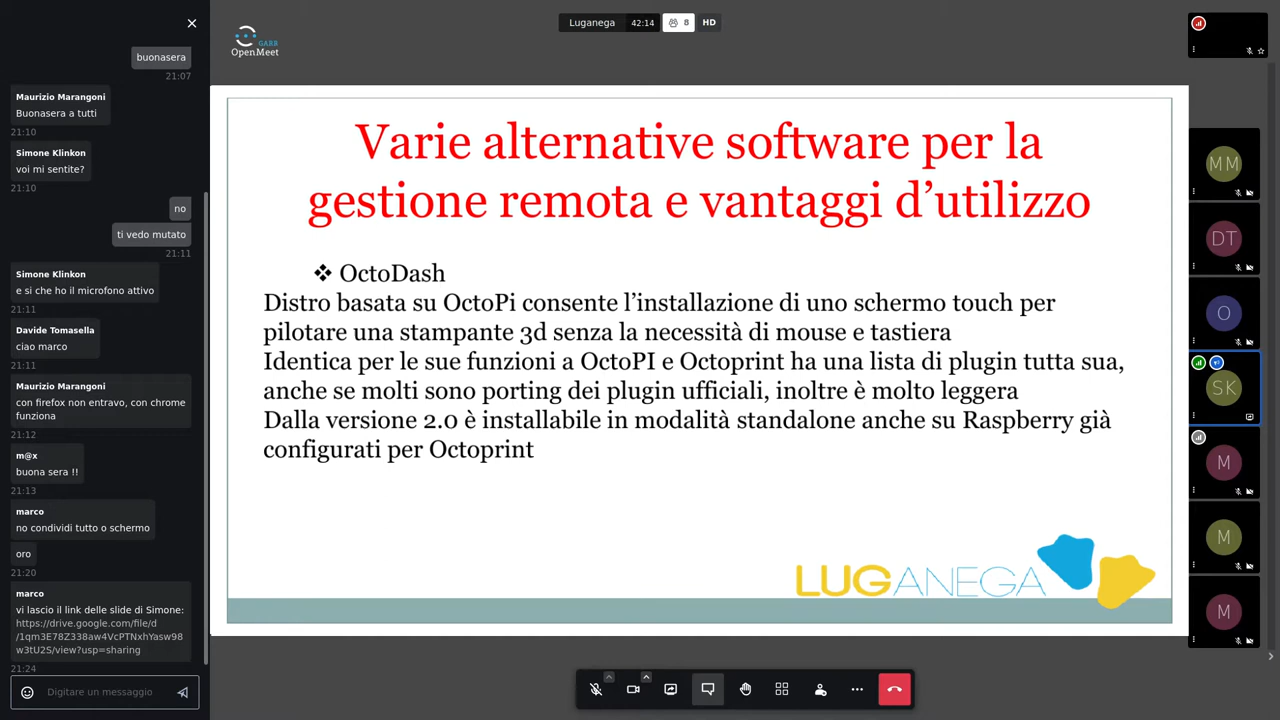 buonasera
21:07
Maurizio Marangoni
Buonasera a tutti
21:10
Simone Klinkon
voi mi sentite?
21:10
no
ti vedo mutato
21:11
Simone Klinkon
e si che ho il microfono attivo
21:11
Davide Tomasella
ciao marco
21:11
Maurizio Marangoni
con firefox non entravo, con chrome
funziona
21:12
m@x
buona sera !!
21:13
marco
no condividi tutto o schermo
oro
21:20
marco
vi lascio il link delle slide di Simone:
https://drive.google.com/file/d
/1qm3E78Z338aw4VcPTNxhYasw98
w3tU2S/view?usp=sharing
21:24
Digitare un messaggio
GARR
OpenMeet
Luganega 42:14 8 HD
Varie alternative software per la
gestione remota e vantaggi d’utilizzo
❖ OctoDash
Distro basata su OctoPi consente l’installazione di uno schermo touch per
pilotare una stampante 3d senza la necessità di mouse e tastiera
Identica per le sue funzioni a OctoPI e Octoprint ha una lista di plugin tutta sua,
anche se molti sono porting dei plugin ufficiali, inoltre è molto leggera
Dalla versione 2.0 è installabile in modalità standalone anche su Raspberry già
configurati per Octoprint
LUGANEGA
MM
DT
O
SK
M
M
M